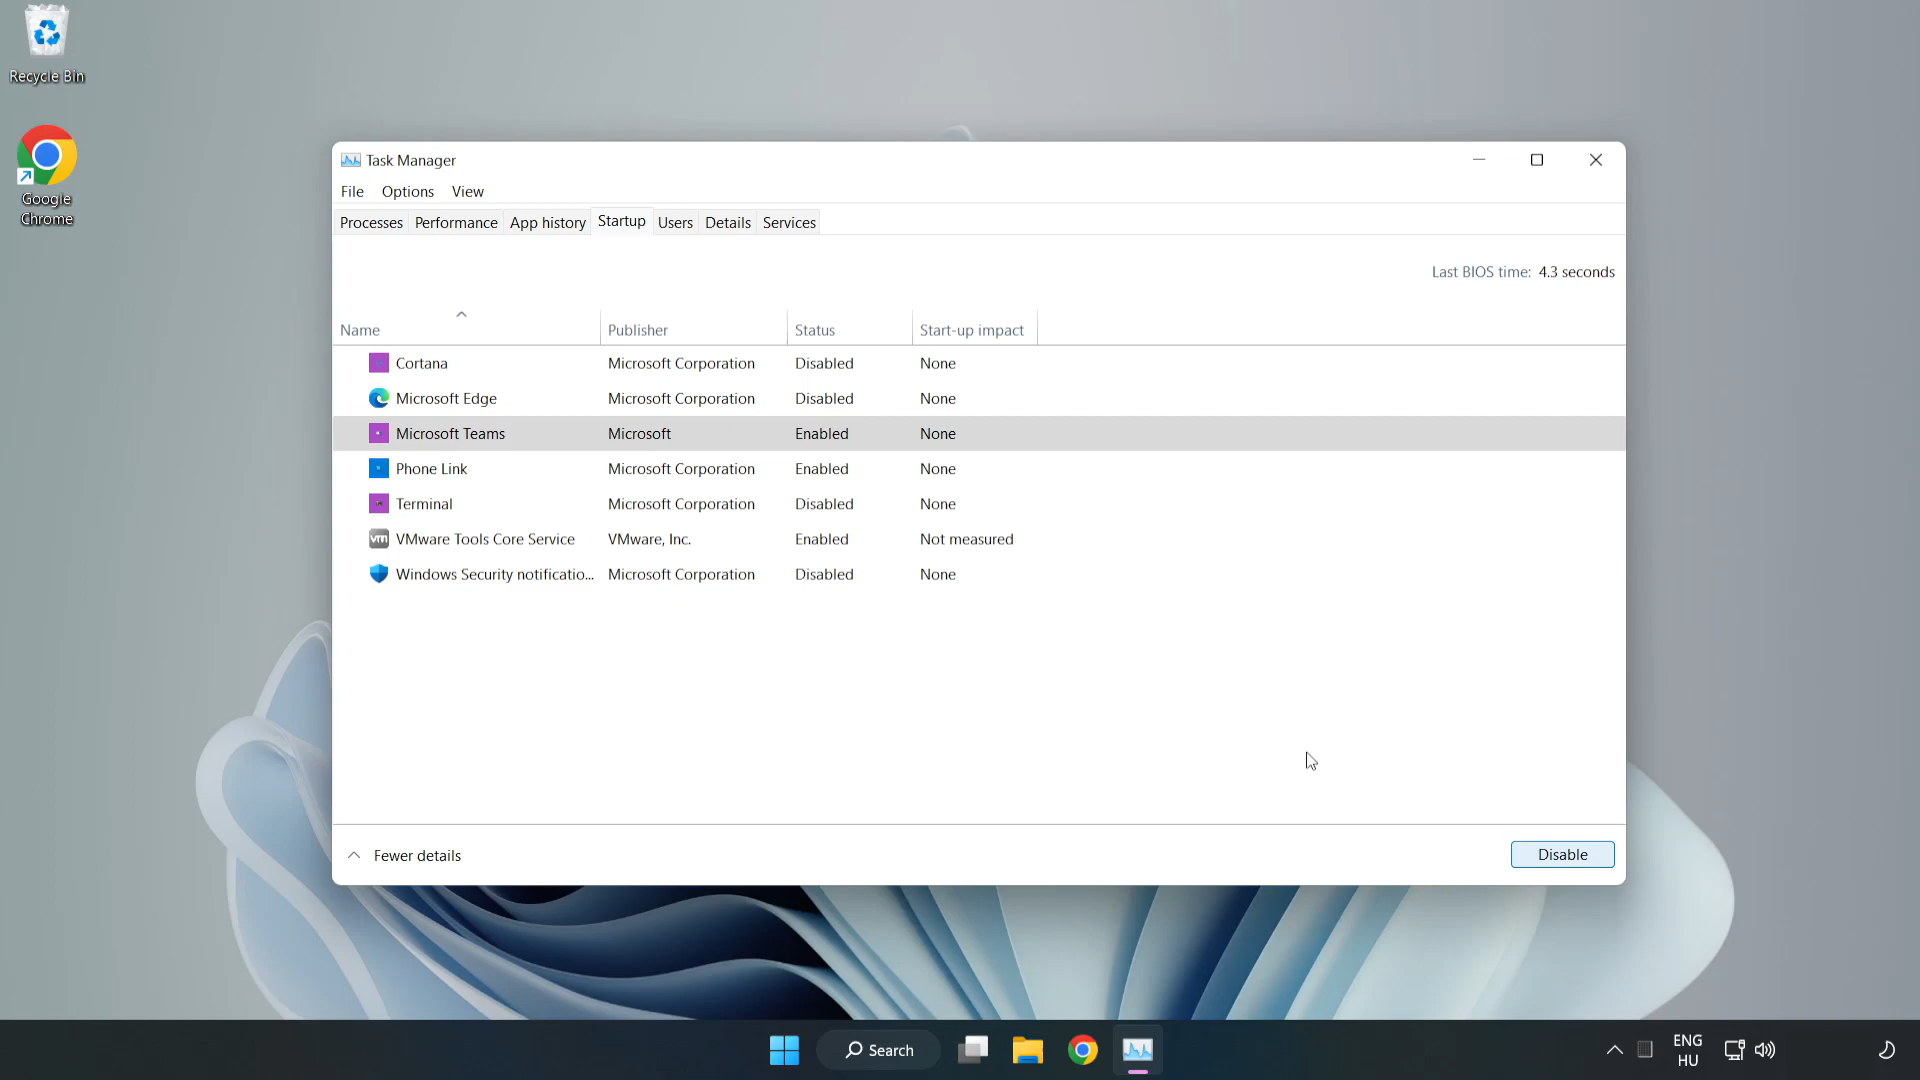 Recycle Bin
Google
Chrome
Task Manager
File Options View
Processes Performance App history Startup Users Details Services
Last BIOS time: 4.3 seconds
Name Publisher Status Start-up impact
Cortana Microsoft Corporation Disabled None
Microsoft Edge Microsoft Corporation Disabled None
Microsoft Teams Microsoft Enabled None
Phone Link Microsoft Corporation Enabled None
Terminal Microsoft Corporation Disabled None
vm VMware Tools Core Service VMware, Inc. Enabled Not measured
Windows Security notificatio... Microsoft Corporation Disabled None
Fewer details Disable
Search
ENG
HU